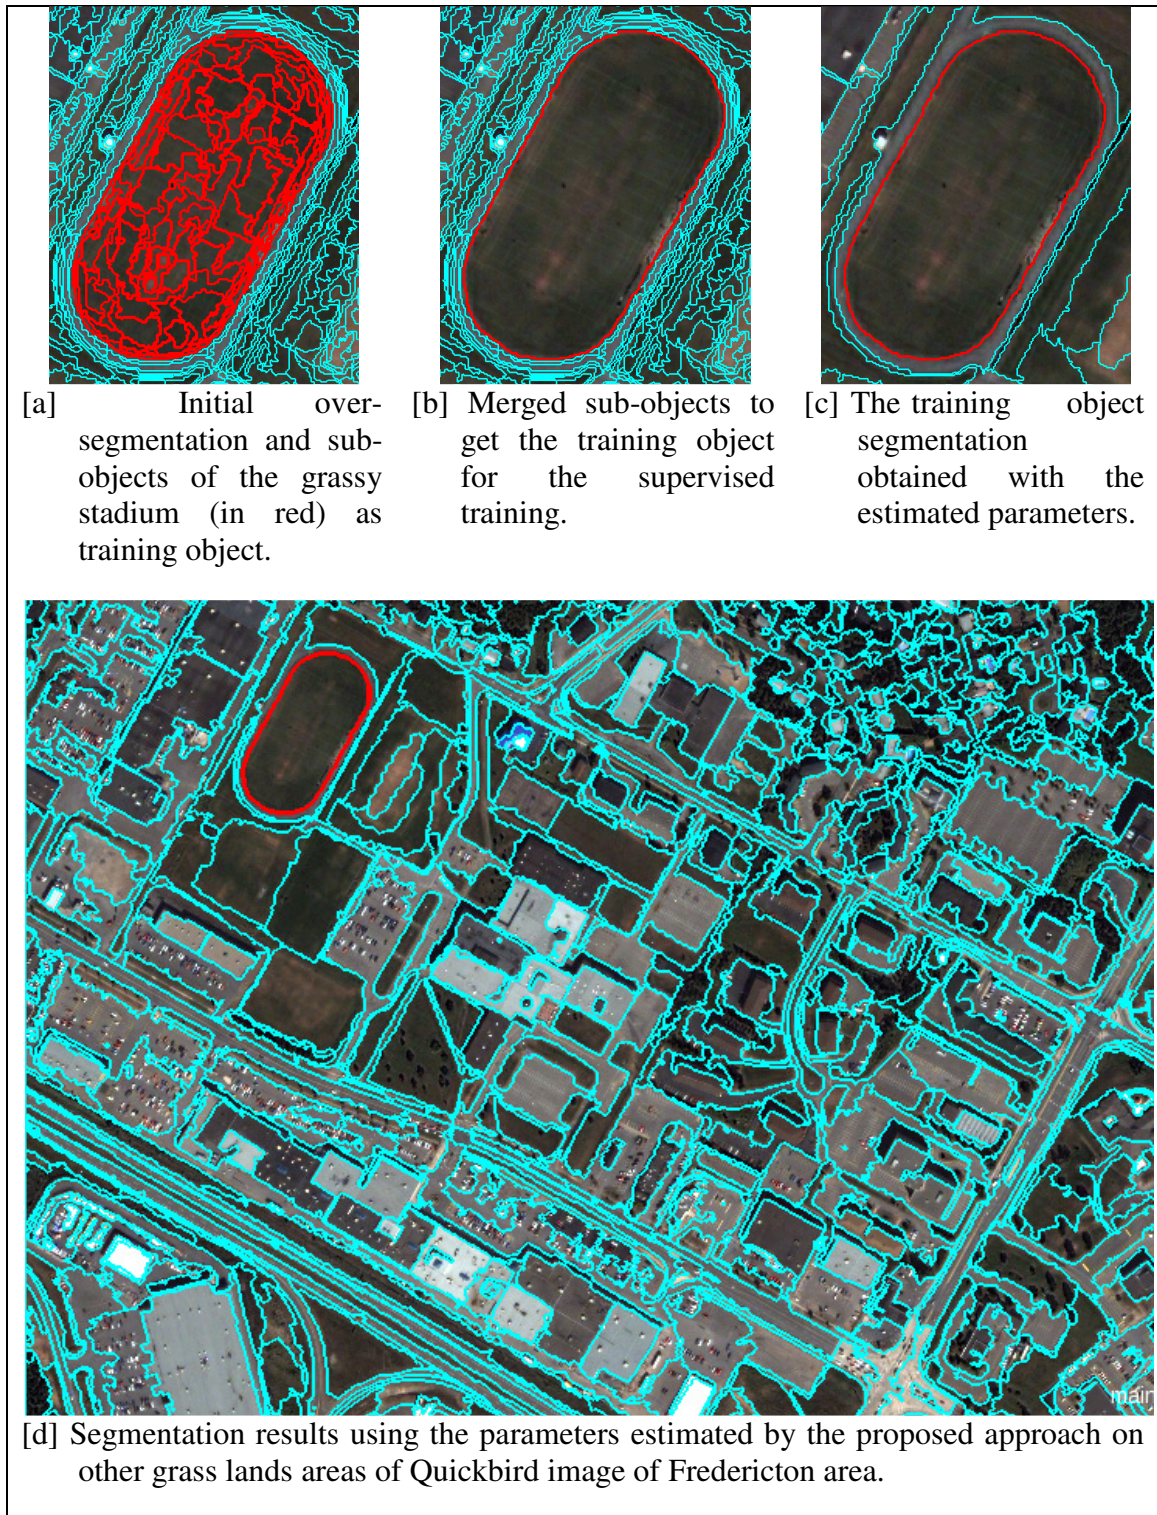 [a] Initial over-
segmentation and sub-
objects of the grassy
stadium (in red) as
training object.
[b] Merged sub-objects to
get the training object
for the supervised
training.
[c] The training object
segmentation
obtained with the
estimated parameters.
main
[d] Segmentation results using the parameters estimated by the proposed approach on
other grass lands areas of Quickbird image of Fredericton area.